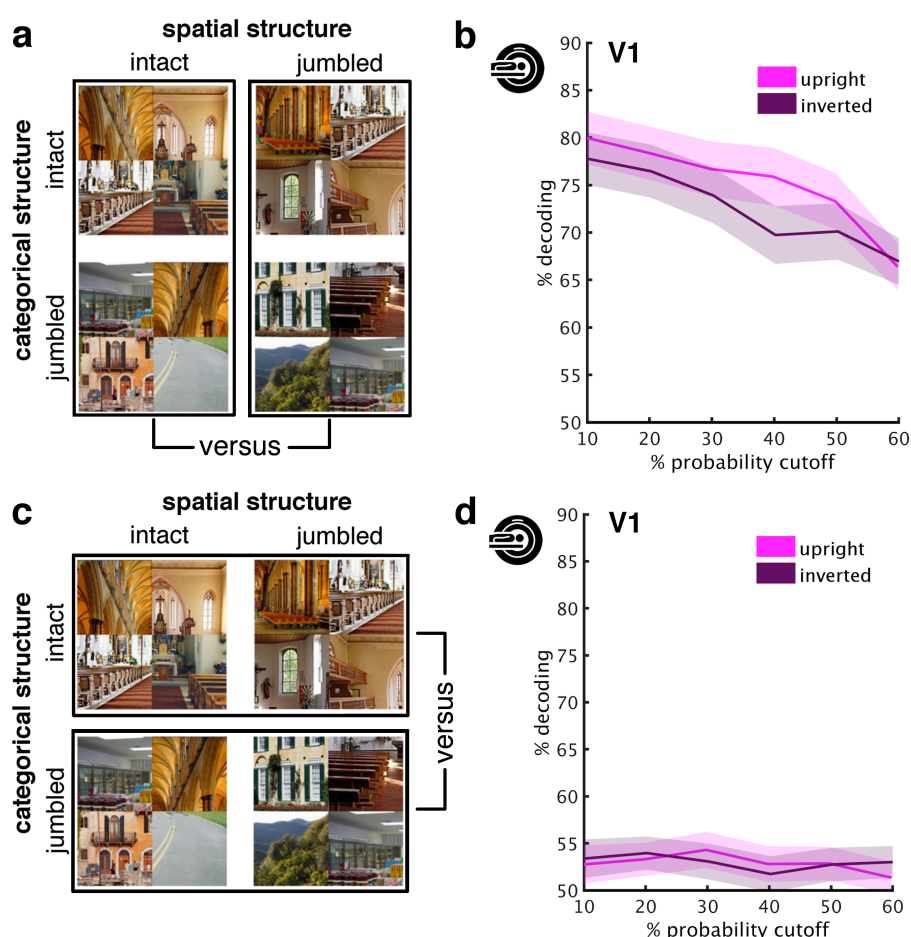 a
spatial structure
intact
jumbled
categorical structure
intact
jumbled
versus
b
V1
upright
inverted
% decoding
90
85
80
75
70
65
60
55
50
10 20 30 40 50 60
% probability cutoff
c
spatial structure
intact
jumbled
categorical structure
intact
jumbled
versus
d
V1
upright
inverted
% decoding
90
85
80
75
70
65
60
55
50
10 20 30 40 50 60
% probability cutoff